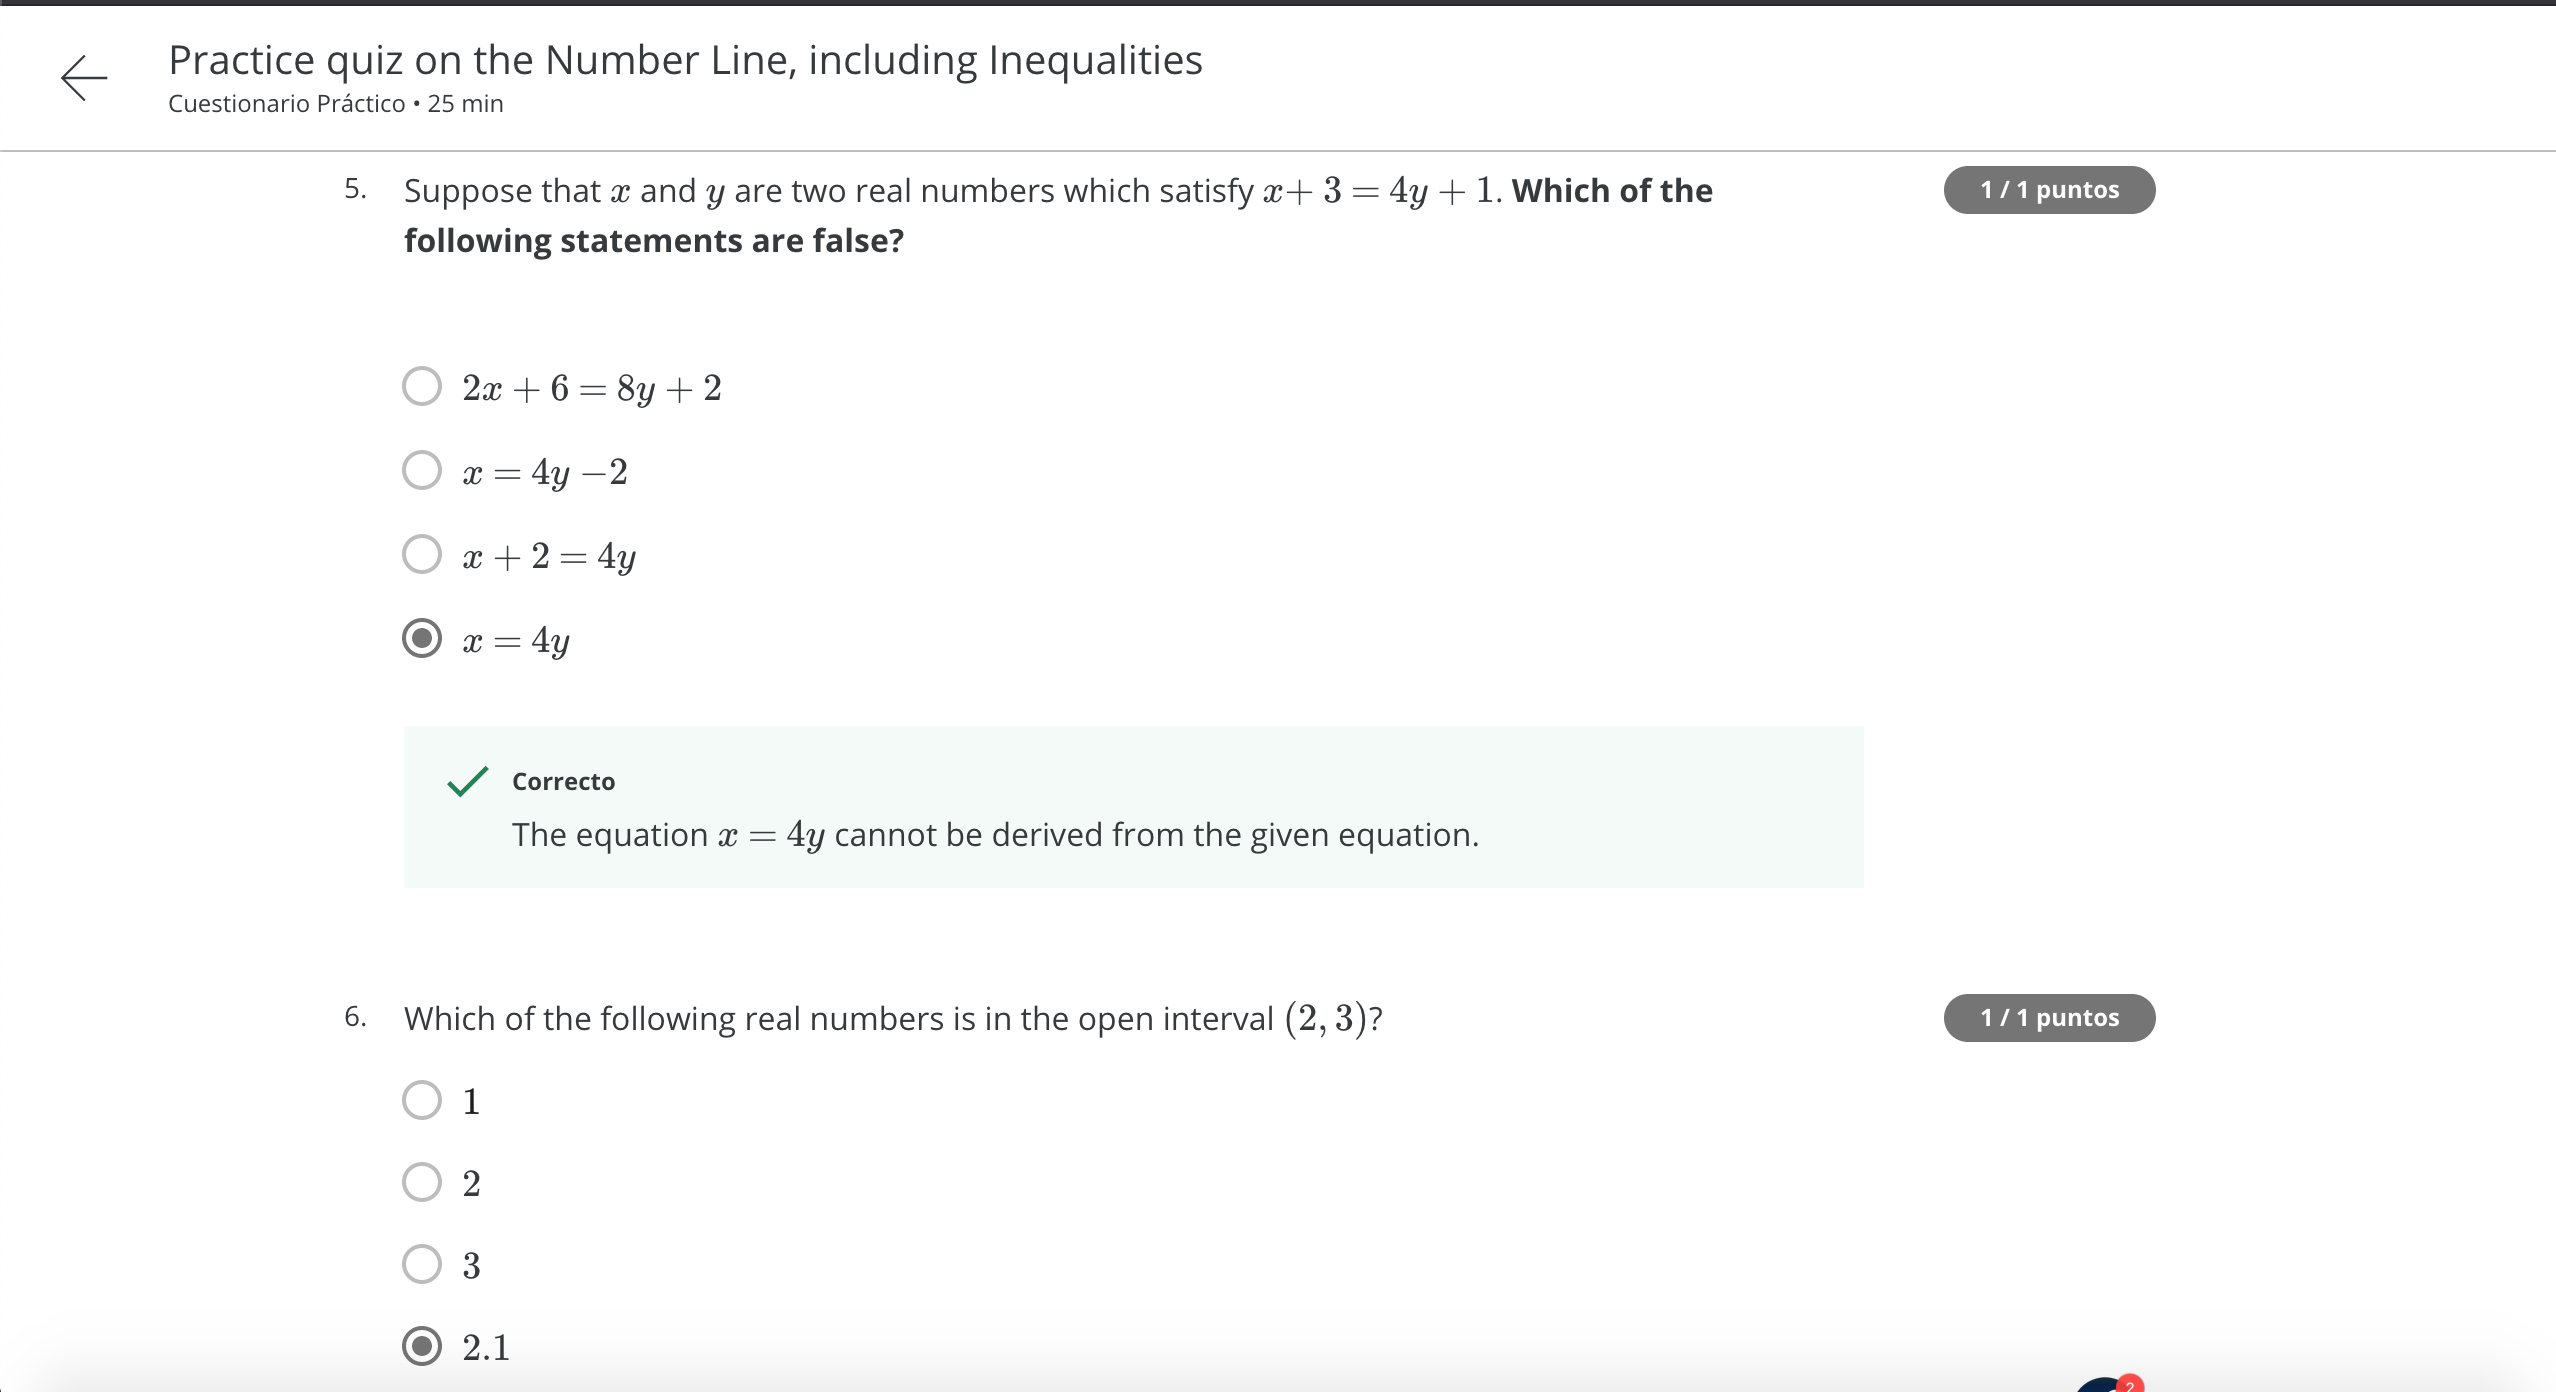 Practice quiz on the Number Line, including Inequalities
Cuestionario Práctico • 25 min
5. Suppose that x and y are two real numbers which satisfy x+ 3 = 4y + 1. Which of the
following statements are false?
1 / 1 puntos
2x + 6 = 8y + 2
x = 4y −2
x + 2 = 4y
x = 4y
Correcto
The equation x = 4y cannot be derived from the given equation.
6. Which of the following real numbers is in the open interval (2, 3)?
1 / 1 puntos
1
2
3
2.1
2